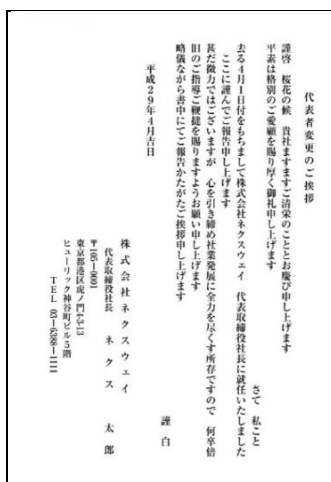 代表者変更のご挨拶
謹啓 桜花の候 貴社ますますご清栄のこととお慶び申し上げます
平素は格別のご愛顧を賜り厚く御礼申し上げます
さて 私こと
去る4月1日付をもちまして株式会社ネクスウェイ 代表取締役社長に就任いたしました
ここに謹んでご報告申し上げます
甚だ微力ではございますが 心を引き締め社業発展に全力を尽くす所存ですので 何卒倍
旧のご指導ご鞭撻を賜りますようお願い申し上げます
略儀ながら書中にてご報告かたがたご挨拶申し上げます
謹白
平成29年4月吉日
株式会社ネクスウェイ
代表取締役社長 ネクス 太郎
〒105-0001
東京都港区虎ノ門4-3-13
ヒューリック神谷町ビル5階
TEL 03-6388-1111